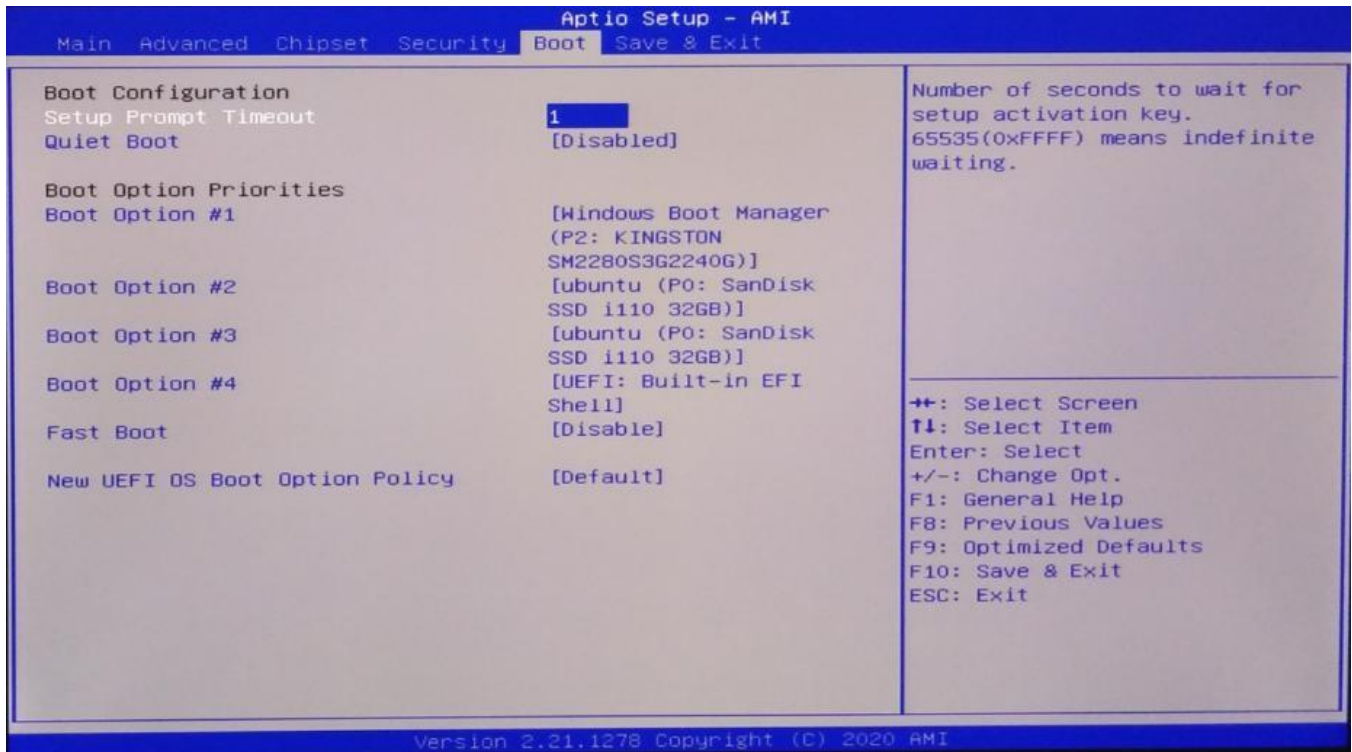 Aptio Setup - AMI
Main Advanced Chipset Security Boot Save & Exit
Boot Configuration
Setup Prompt Timeout 1
Quiet Boot [Disabled]
Boot Option Priorities
Boot Option #1 [Windows Boot Manager
(P2: KINGSTON
SM2280S3G2240G)]
Boot Option #2 [ubuntu (P0: SanDisk
SSD i110 32GB)]
Boot Option #3 [ubuntu (P0: SanDisk
SSD i110 32GB)]
Boot Option #4 [UEFI: Built-in EFI
Shell]
Fast Boot [Disable]
New UEFI OS Boot Option Policy [Default]
Number of seconds to wait for
setup activation key.
65535(0xFFFF) means indefinite
waiting.
→←: Select Screen
↑↓: Select Item
Enter: Select
+/-: Change Opt.
F1: General Help
F8: Previous Values
F9: Optimized Defaults
F10: Save & Exit
ESC: Exit
Version 2.21.1278 Copyright (C) 2020 AMI